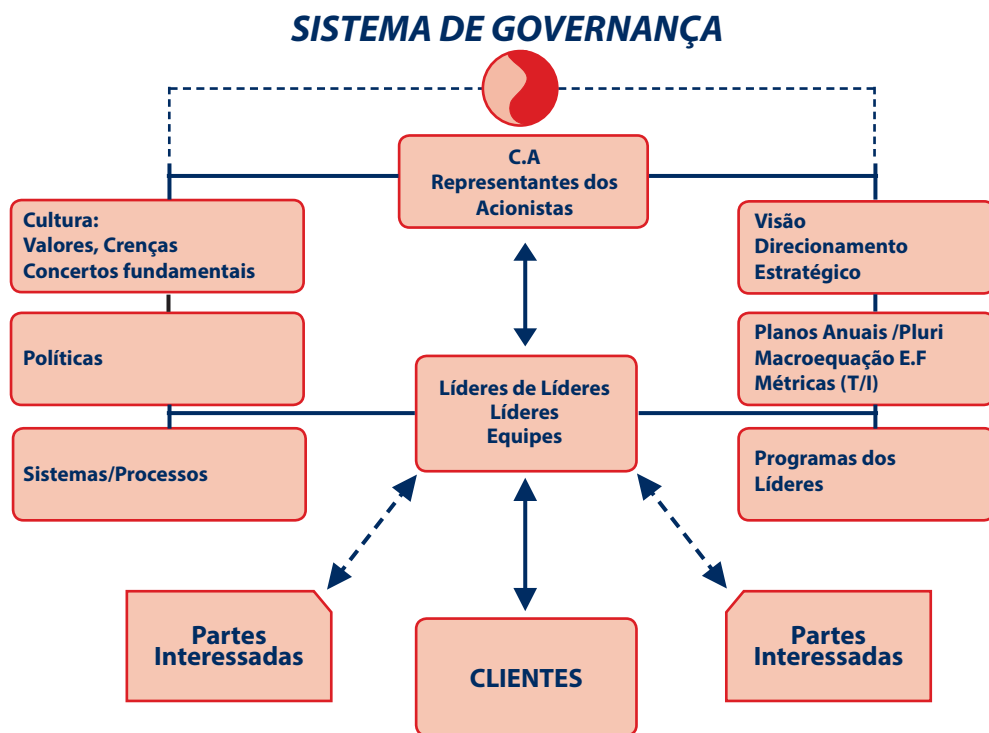 SISTEMA DE GOVERNANÇA
C.A
Representantes dos
Acionistas
Cultura:
Valores, Crenças
Concertos fundamentais
Visão
Direcionamento
Estratégico
Políticas
Planos Anuais /Pluri
Macroequação E.F
Métricas (T/I)
Líderes de Líderes
Líderes
Equipes
Sistemas/Processos
Programas dos
Líderes
Partes
Interessadas
CLIENTES
Partes
Interessadas